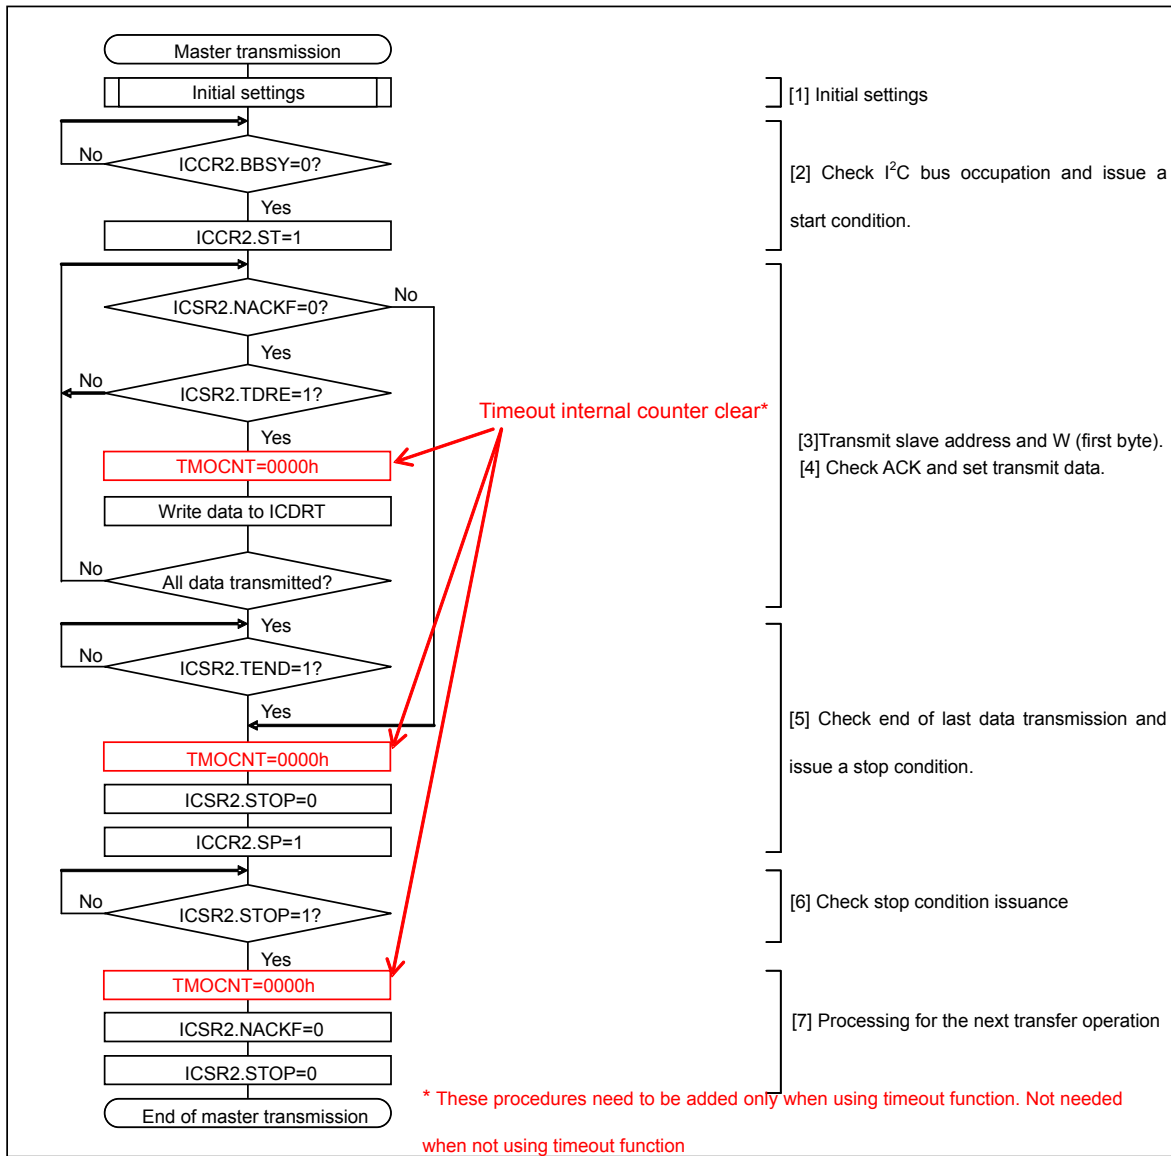 Master transmission
Initial settings
[1] Initial settings
No
ICCR2.BBSY=0?
[2] Check I²C bus occupation and issue a
start condition.
Yes
ICCR2.ST=1
ICSR2.NACKF=0?
No
Yes
No
ICSR2.TDRE=1?
Timeout internal counter clear*
Yes
TMOCNT=0000h
[3]Transmit slave address and W (first byte).
[4] Check ACK and set transmit data.
Write data to ICDRT
No
All data transmitted?
Yes
No
ICSR2.TEND=1?
Yes
[5] Check end of last data transmission and
issue a stop condition.
TMOCNT=0000h
ICSR2.STOP=0
ICCR2.SP=1
No
ICSR2.STOP=1?
[6] Check stop condition issuance
Yes
TMOCNT=0000h
ICSR2.NACKF=0
[7] Processing for the next transfer operation
ICSR2.STOP=0
End of master transmission
* These procedures need to be added only when using timeout function. Not needed
when not using timeout function